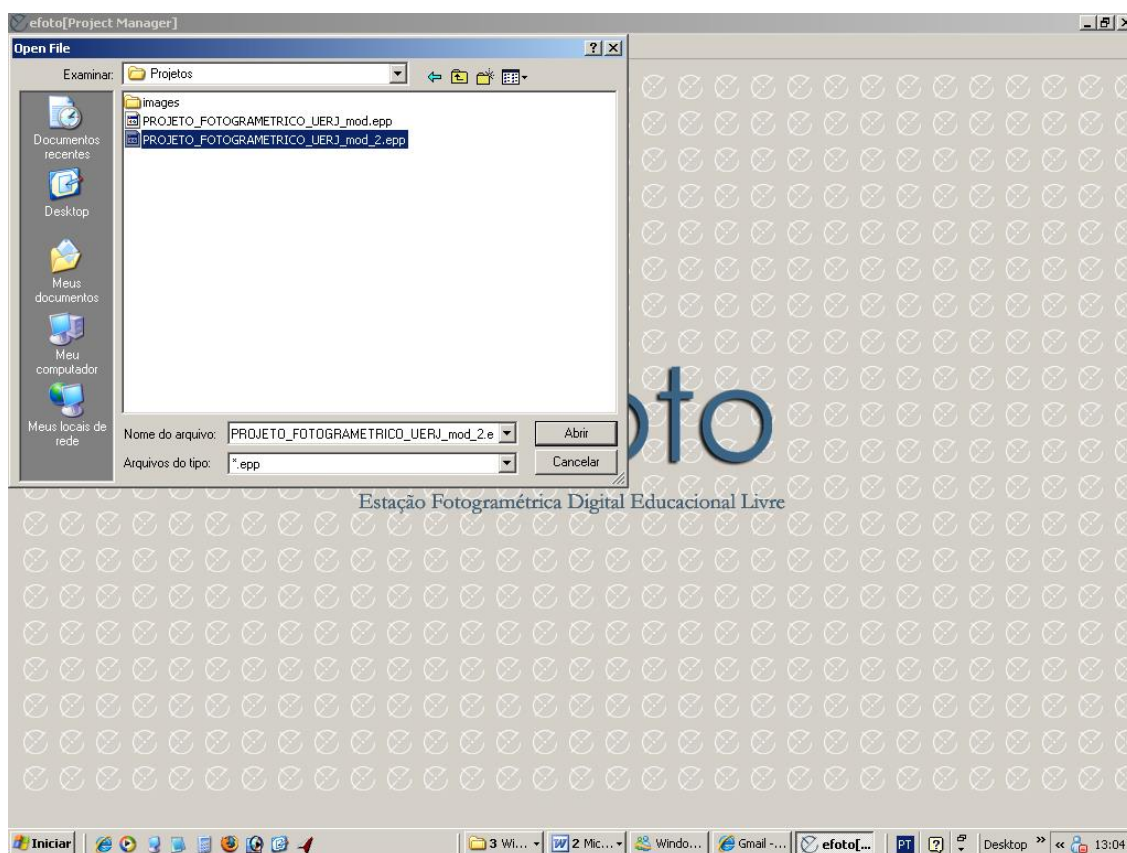 efoto[Project Manager]
Open File
Examinar:
Projetos
Documentos
recentes
Desktop
Meus
documentos
Meu
computador
Meus locais de
rede
images
PROJETO_FOTOGRAMETRICO_UERJ_mod.epp
PROJETO_FOTOGRAMETRICO_UERJ_mod_2.epp
Nome do arquivo:
PROJETO_FOTOGRAMETRICO_UERJ_mod_2.e
Abrir
Arquivos do tipo:
*.epp
Cancelar
oto
Estação Fotogramétrica Digital Educacional Livre
Iniciar
3 Wi...
2 Mic...
Windo...
Gmail -...
efoto[...
PT
Desktop
»
«
13:04